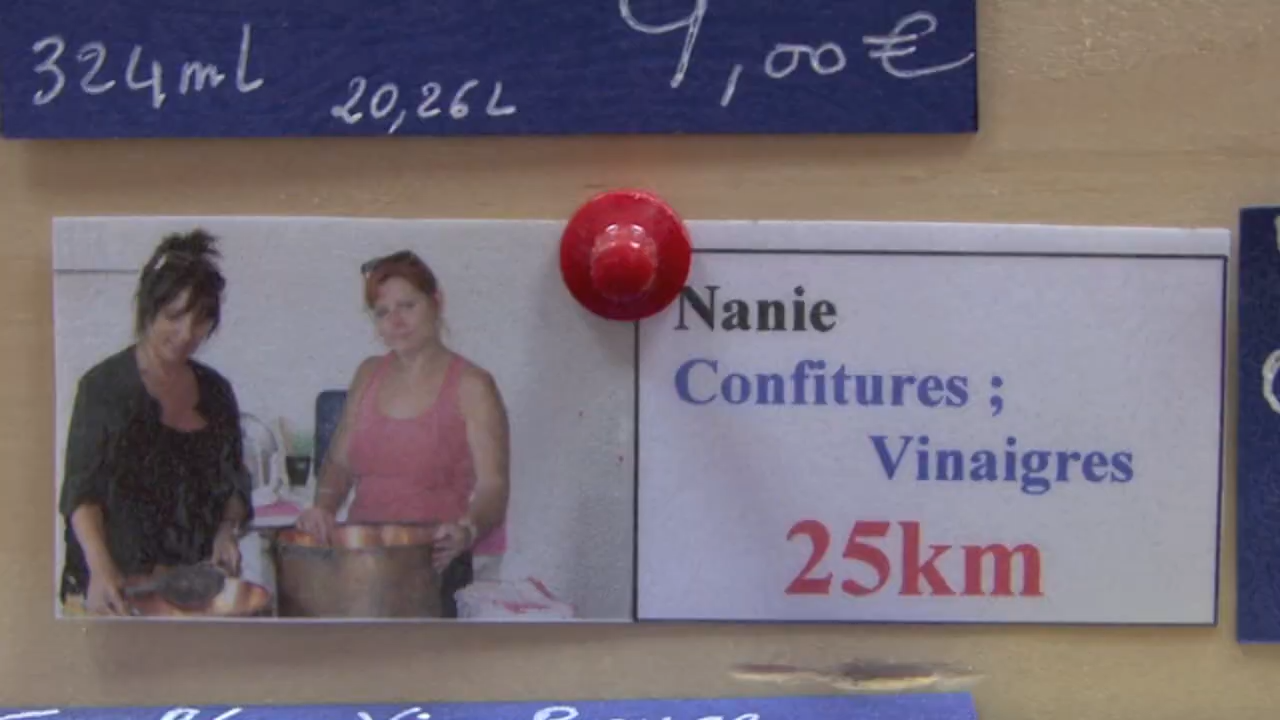 324ml 20,26L 9,00€
Nanie
Confitures ;
Vinaigres
25km